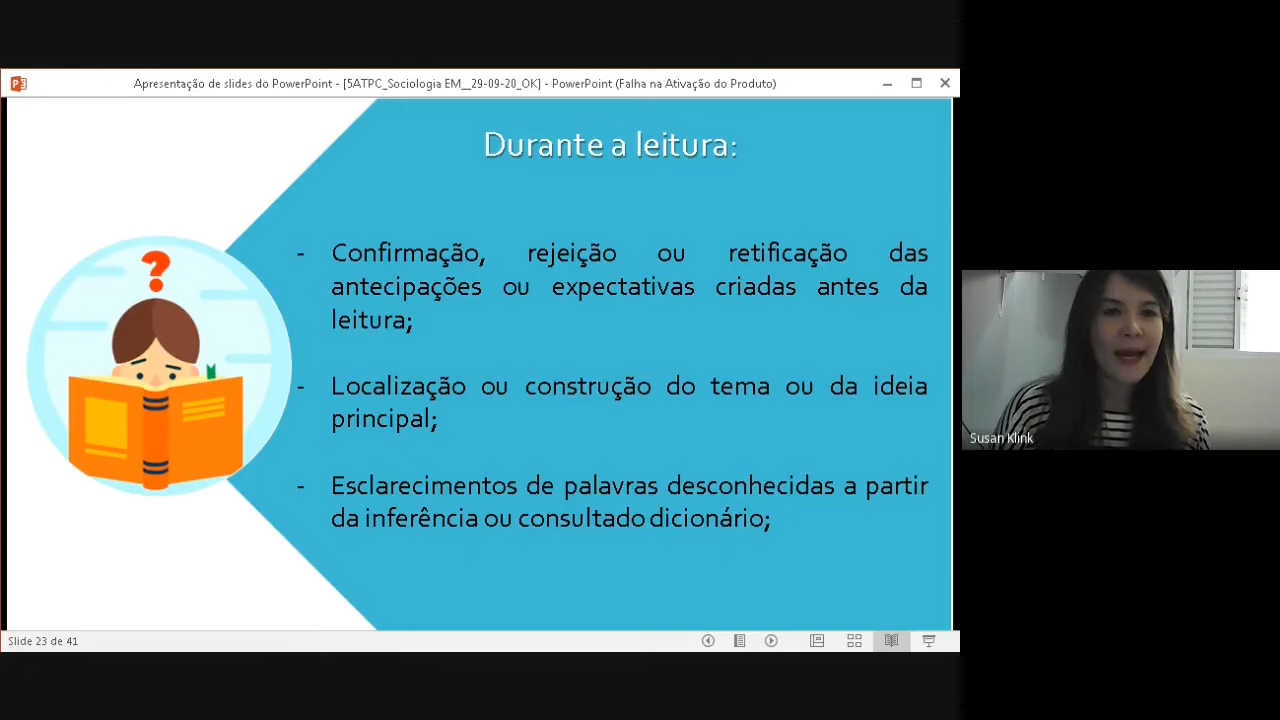 Apresentação de slides do PowerPoint - [5ATPC_Sociologia EM__29-09-20_OK] - PowerPoint (Falha na Ativação do Produto)
Durante a leitura:
- Confirmação, rejeição ou retificação das
antecipações ou expectativas criadas antes da
leitura;
- Localização ou construção do tema ou da ideia
principal;
- Esclarecimentos de palavras desconhecidas a partir
da inferência ou consultado dicionário;
Susan Klink
Slide 23 de 41